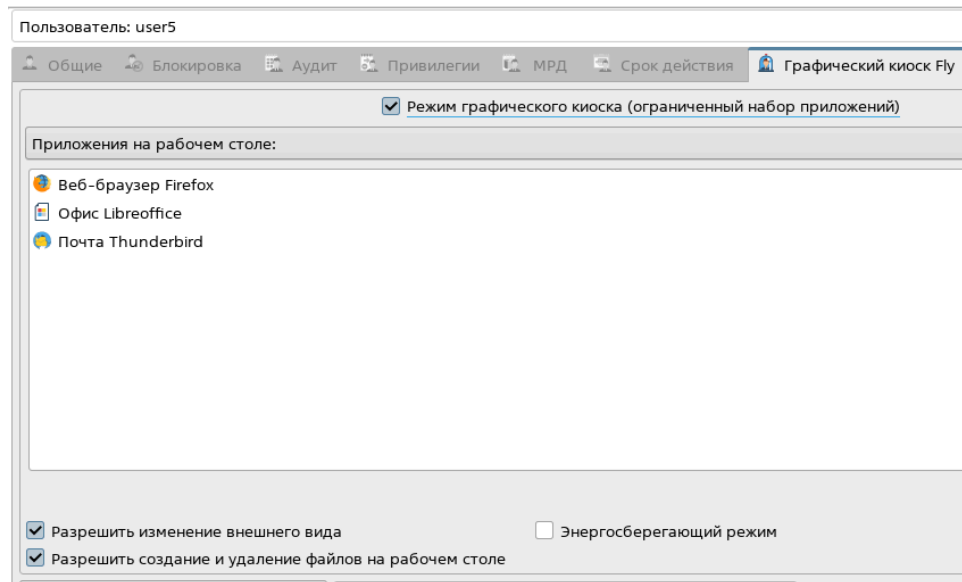 Пользователь: user5
Общие Блокировка Аудит Привилегии МРД Срок действия Графический киоск Fly
Режим графического киоска (ограниченный набор приложений)
Приложения на рабочем столе:
Веб-браузер Firefox
Офис Libreoffice
Почта Thunderbird
Разрешить изменение внешнего вида Энергосберегающий режим
Разрешить создание и удаление файлов на рабочем столе